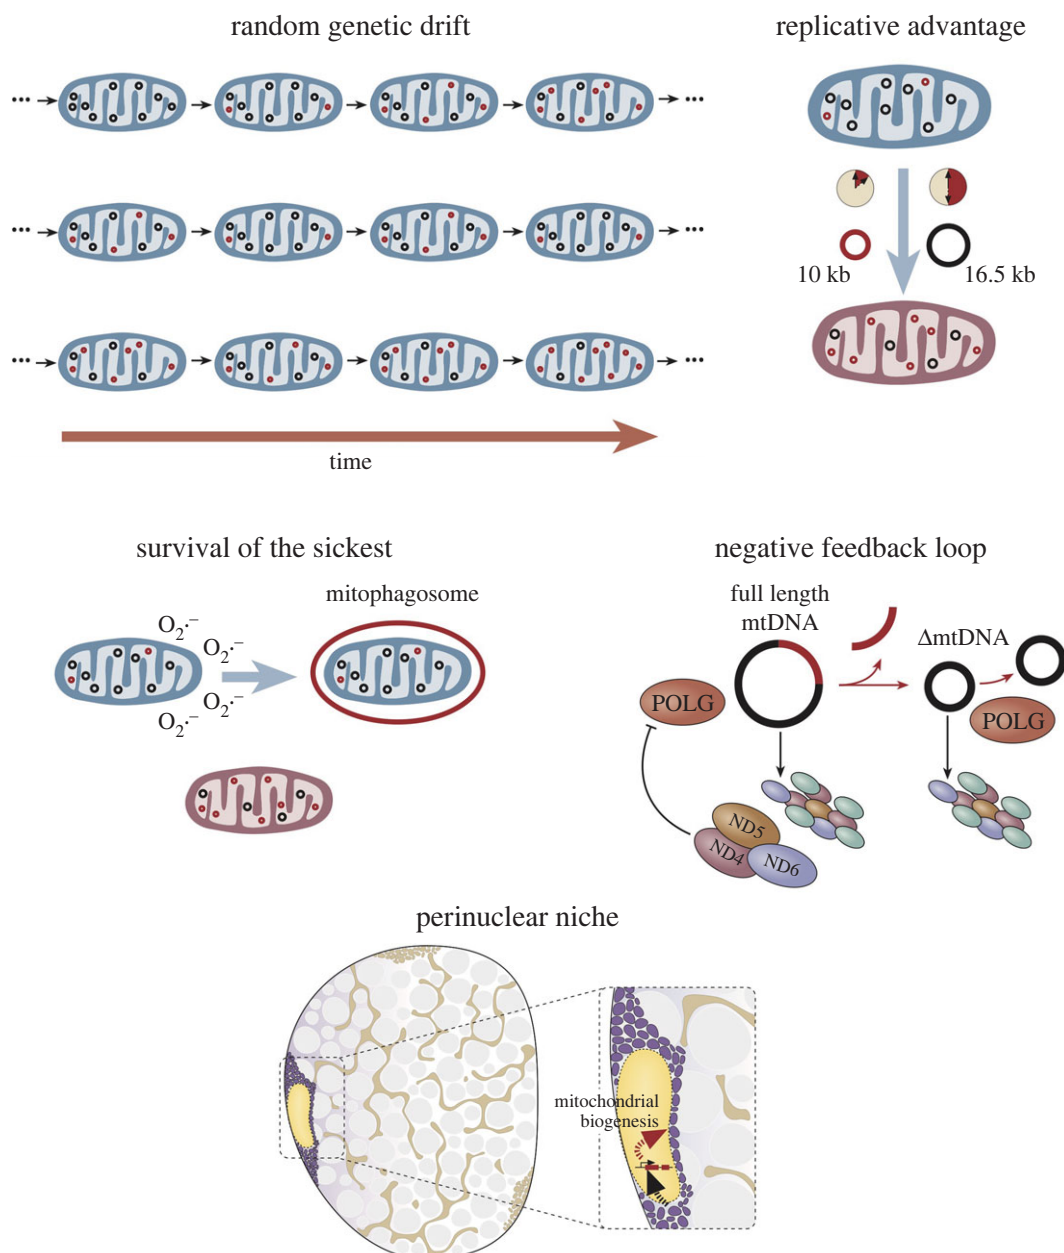 random genetic drift
replicative advantage
...
...
...
...
...
...
10 kb
16.5 kb
time
survival of the sickest
negative feedback loop
mitophagosome
O2·−
O2·−
O2·−
O2·−
full length
mtDNA
ΔmtDNA
POLG
POLG
ND5
ND4
ND6
perinuclear niche
mitochondrial
biogenesis